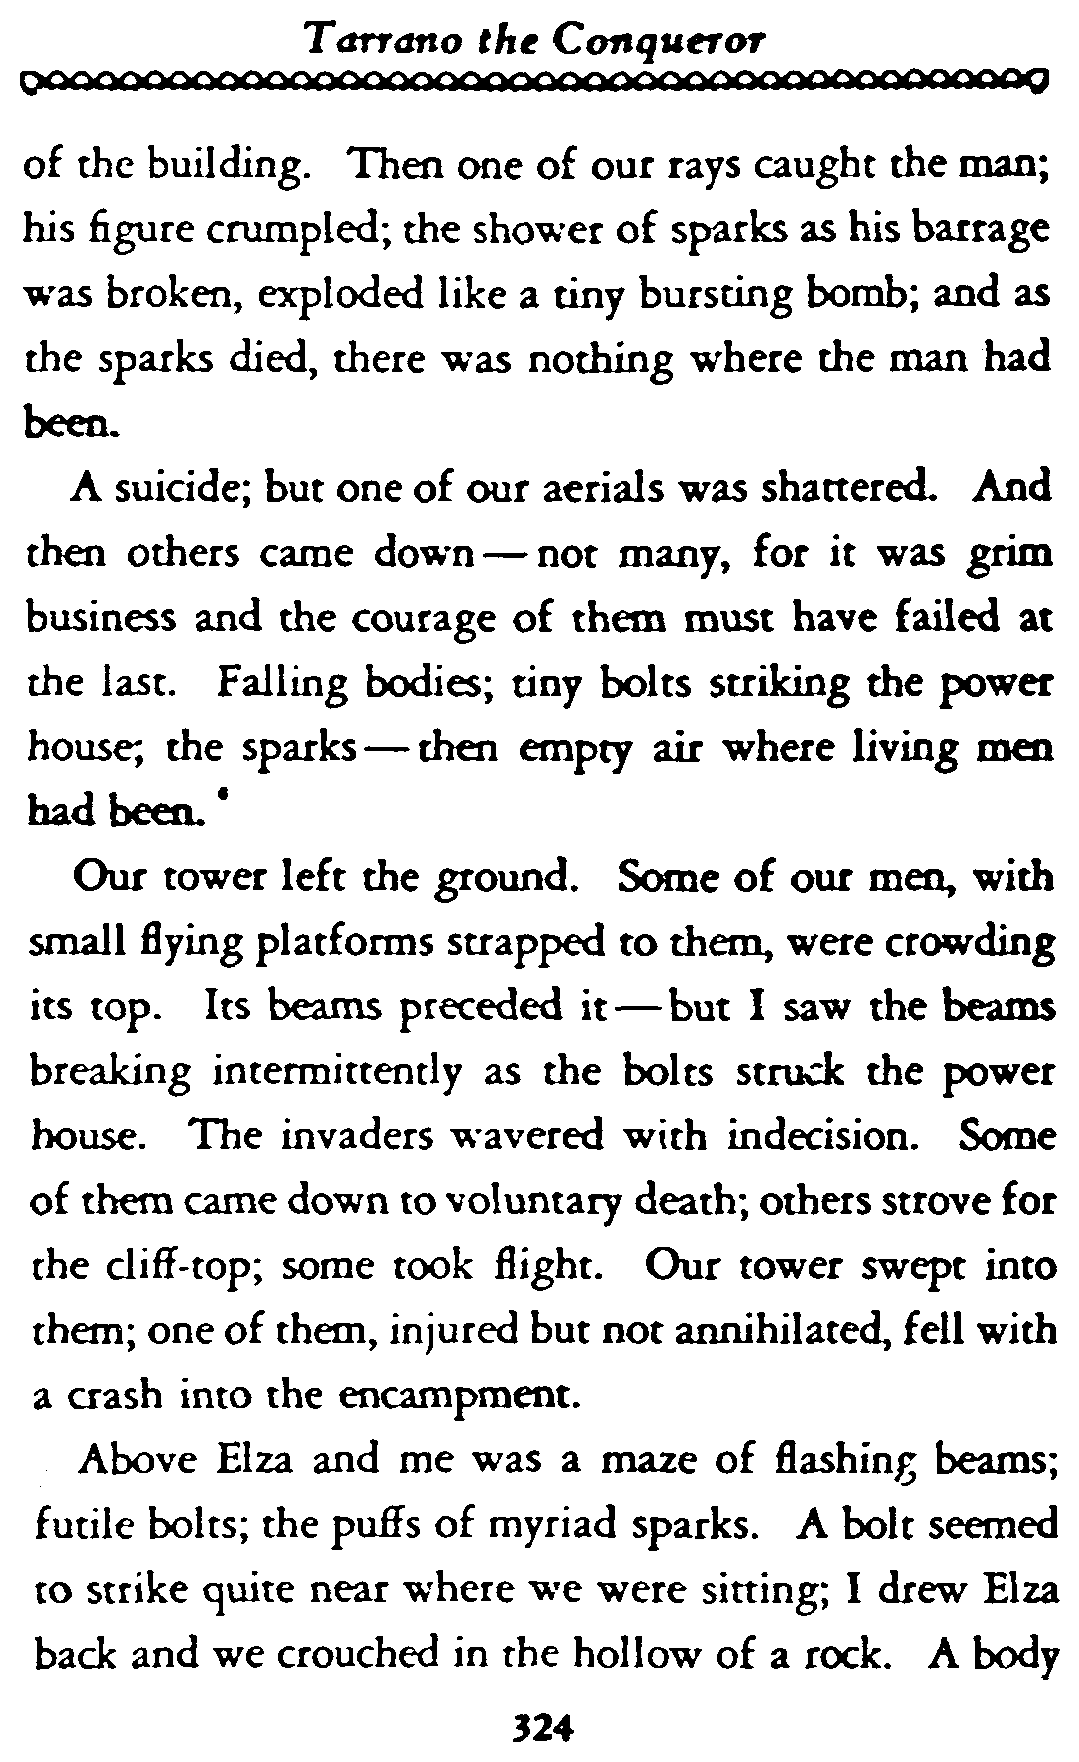 Tarrano the Conqueror
of the building. Then one of our rays caught the man;
his figure crumpled; the shower of sparks as his barrage
was broken, exploded like a tiny bursting bomb; and as
the sparks died, there was nothing where the man had
been.
A suicide; but one of our aerials was shattered. And
then others came down — not many, for it was grim
business and the courage of them must have failed at
the last. Falling bodies; tiny bolts striking the power
house; the sparks — then empty air where living men
had been.
Our tower left the ground. Some of our men, with
small flying platforms strapped to them, were crowding
its top. Its beams preceded it — but I saw the beams
breaking intermittently as the bolts struck the power
house. The invaders wavered with indecision. Some
of them came down to voluntary death; others strove for
the cliff-top; some took flight. Our tower swept into
them; one of them, injured but not annihilated, fell with
a crash into the encampment.
Above Elza and me was a maze of flashing beams;
futile bolts; the puffs of myriad sparks. A bolt seemed
to strike quite near where we were sitting; I drew Elza
back and we crouched in the hollow of a rock. A body
324